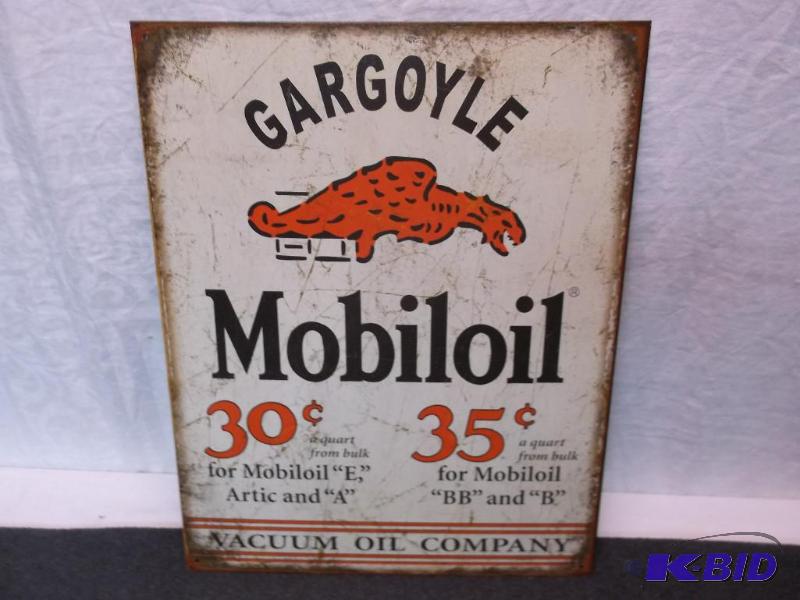 GARGOYLE
Mobiloil®
30¢ a quart from bulk
for Mobiloil "E,"
Artic and "A"
35¢ a quart from bulk
for Mobiloil
"BB" and "B"
VACUUM OIL COMPANY
K-BID